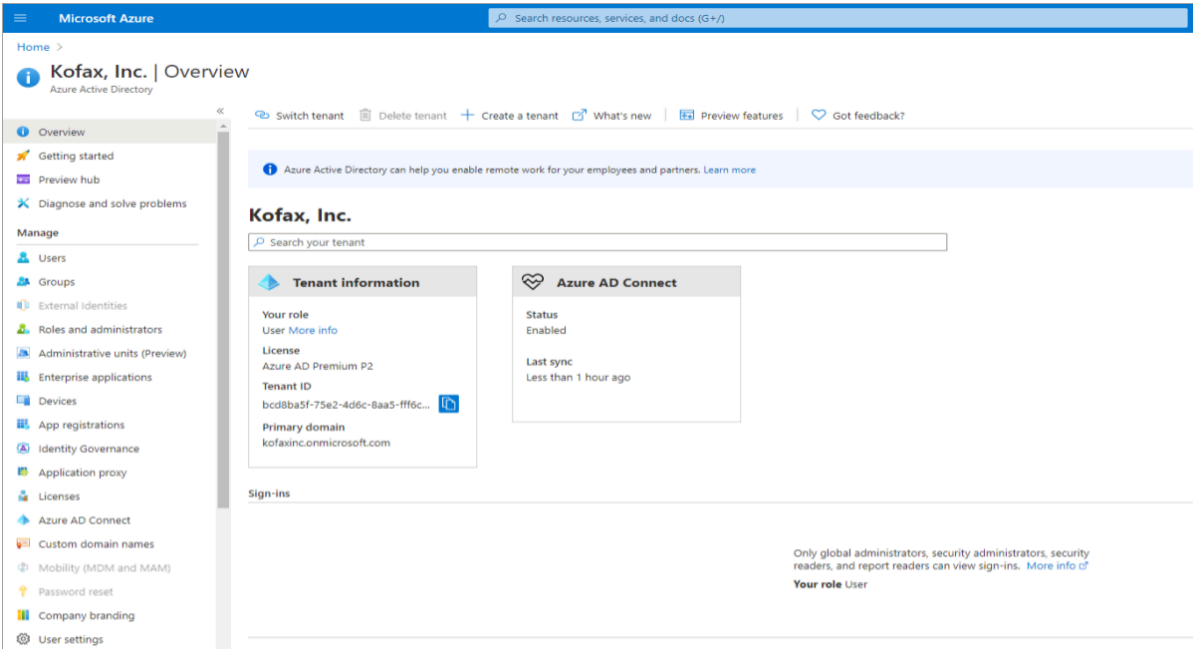 Microsoft Azure
Search resources, services, and docs (G+/)
Home >
Kofax, Inc. | Overview
Azure Active Directory
«
Switch tenant Delete tenant Create a tenant What's new Preview features Got feedback?
Overview
Getting started
Preview hub
Diagnose and solve problems
Manage
Users
Groups
External Identities
Roles and administrators
Administrative units (Preview)
Enterprise applications
Devices
App registrations
Identity Governance
Application proxy
Licenses
Azure AD Connect
Custom domain names
Mobility (MDM and MAM)
Password reset
Company branding
User settings
Azure Active Directory can help you enable remote work for your employees and partners. Learn more
Kofax, Inc.
Search your tenant
Tenant information
Your role
User More info
License
Azure AD Premium P2
Tenant ID
bcd8ba5f-75e2-4d6c-8aa5-fff6c...
Primary domain
kofaxinc.onmicrosoft.com
Azure AD Connect
Status
Enabled
Last sync
Less than 1 hour ago
Sign-ins
Only global administrators, security administrators, security
readers, and report readers can view sign-ins. More info
Your role User